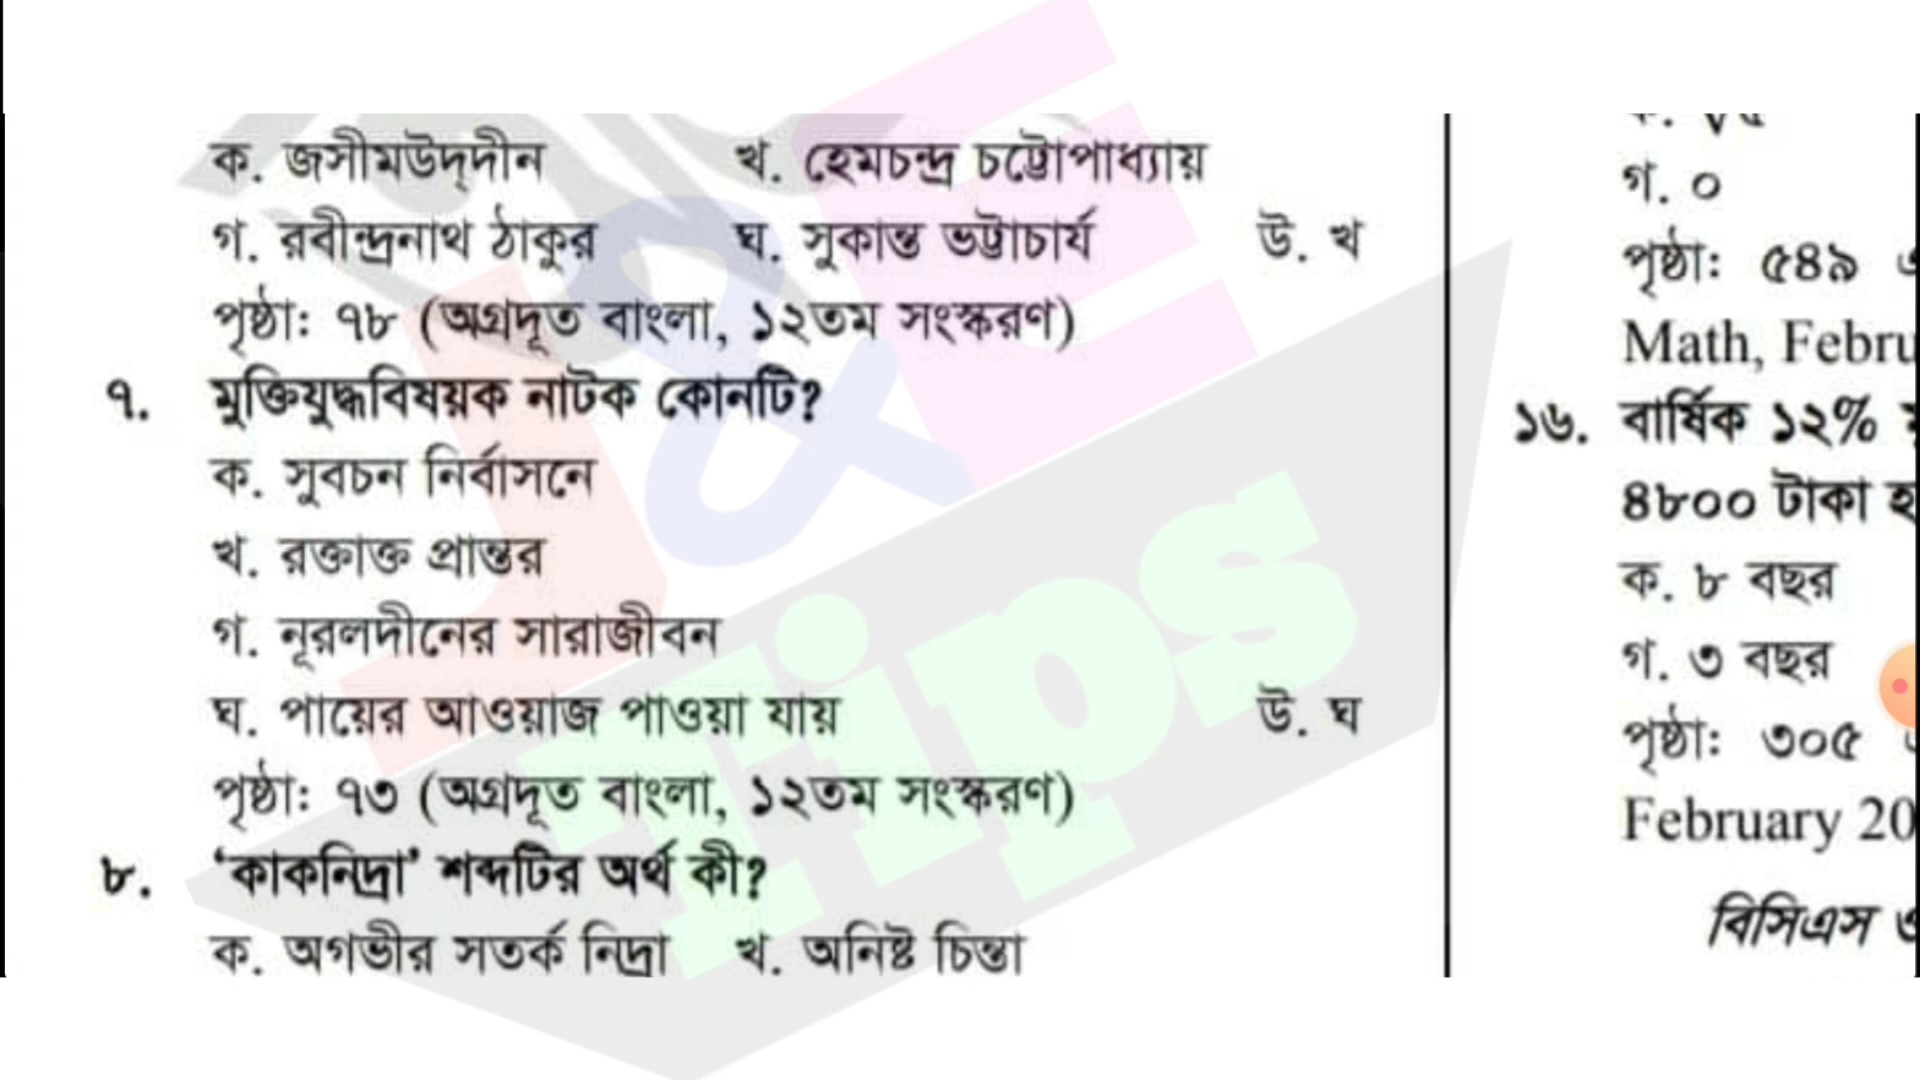 ক. জসীমউদ্‌দীন খ. হেমচন্দ্র চট্টোপাধ্যায়
গ. রবীন্দ্রনাথ ঠাকুর ঘ. সুকান্ত ভট্টাচার্য উ. খ
পৃষ্ঠা: ৭৮ (অগ্রদূত বাংলা, ১২তম সংস্করণ)
৭. মুক্তিযুদ্ধবিষয়ক নাটক কোনটি?
ক. সুবচন নির্বাসনে
খ. রক্তাক্ত প্রান্তর
গ. নূরলদীনের সারাজীবন
ঘ. পায়ের আওয়াজ পাওয়া যায় উ. ঘ
পৃষ্ঠা: ৭৩ (অগ্রদূত বাংলা, ১২তম সংস্করণ)
৮. ‘কাকনিদ্রা’ শব্দটির অর্থ কী?
ক. অগভীর সতর্ক নিদ্রা খ. অনিষ্ট চিন্তা
গ. ০
পৃষ্ঠা: ৫৪৯
Math, Febru
১৬. বার্ষিক ১২%
৪৮০০ টাকা হ
ক. ৮ বছর
গ. ৩ বছর
পৃষ্ঠা: ৩০৫
February 20
বিসিএস ও
J&E
Tips